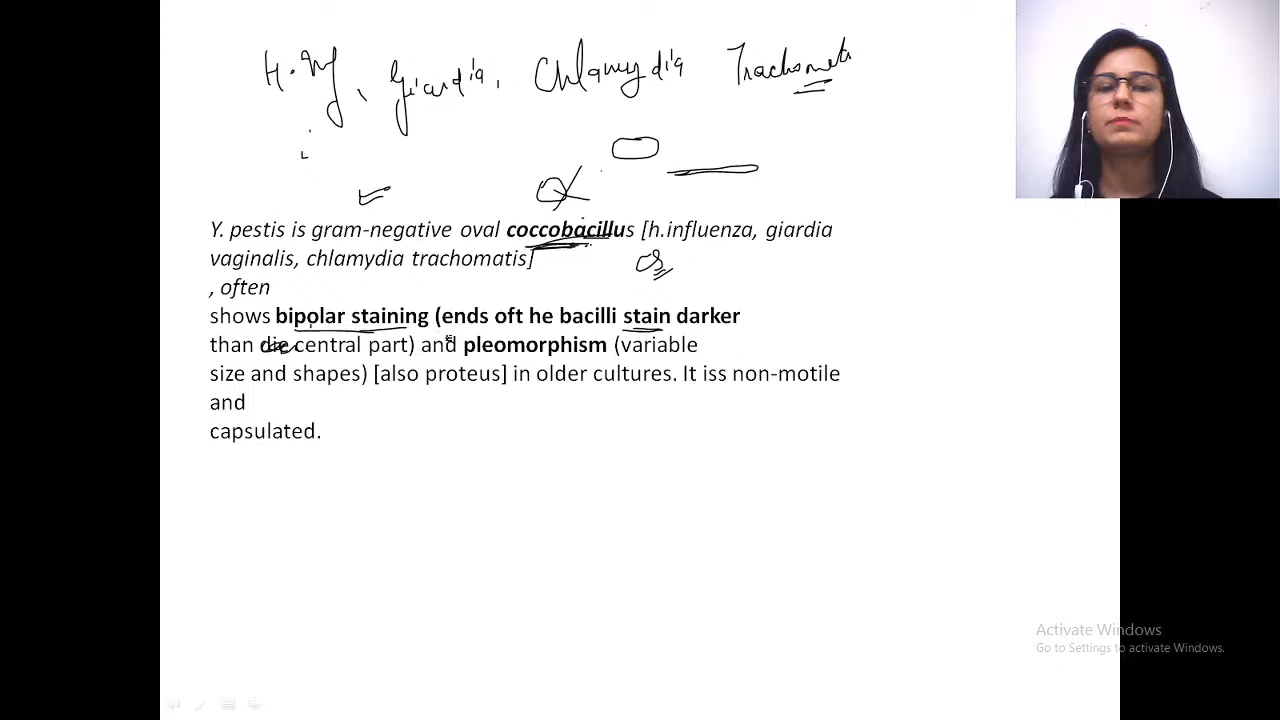 H. Inf, Giardia, Chlamydia Trachomati
Y. pestis is gram-negative oval coccobacillus [h.influenza, giardia
vaginalis, chlamydia trachomatis]
, often
shows bipolar staining (ends oft he bacilli stain darker
than die central part) and pleomorphism (variable
size and shapes) [also proteus] in older cultures. It iss non-motile
and
capsulated.
Activate Windows
Go to Settings to activate Windows.